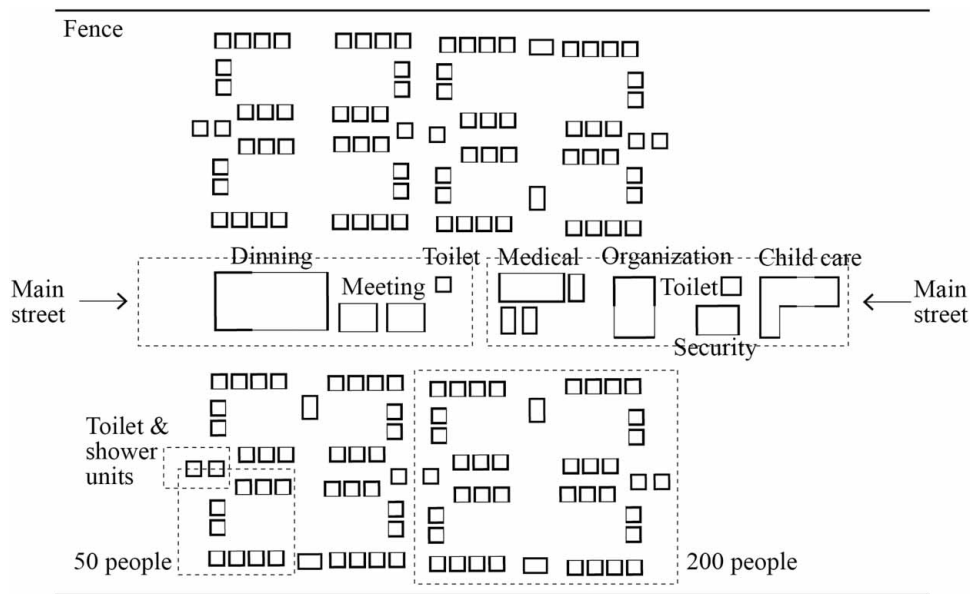 Fence
Dinning
Toilet
Medical
Organization
Child care
Meeting
Toilet
Main
street
Main
street
Security
Toilet &
shower
units
50 people
200 people